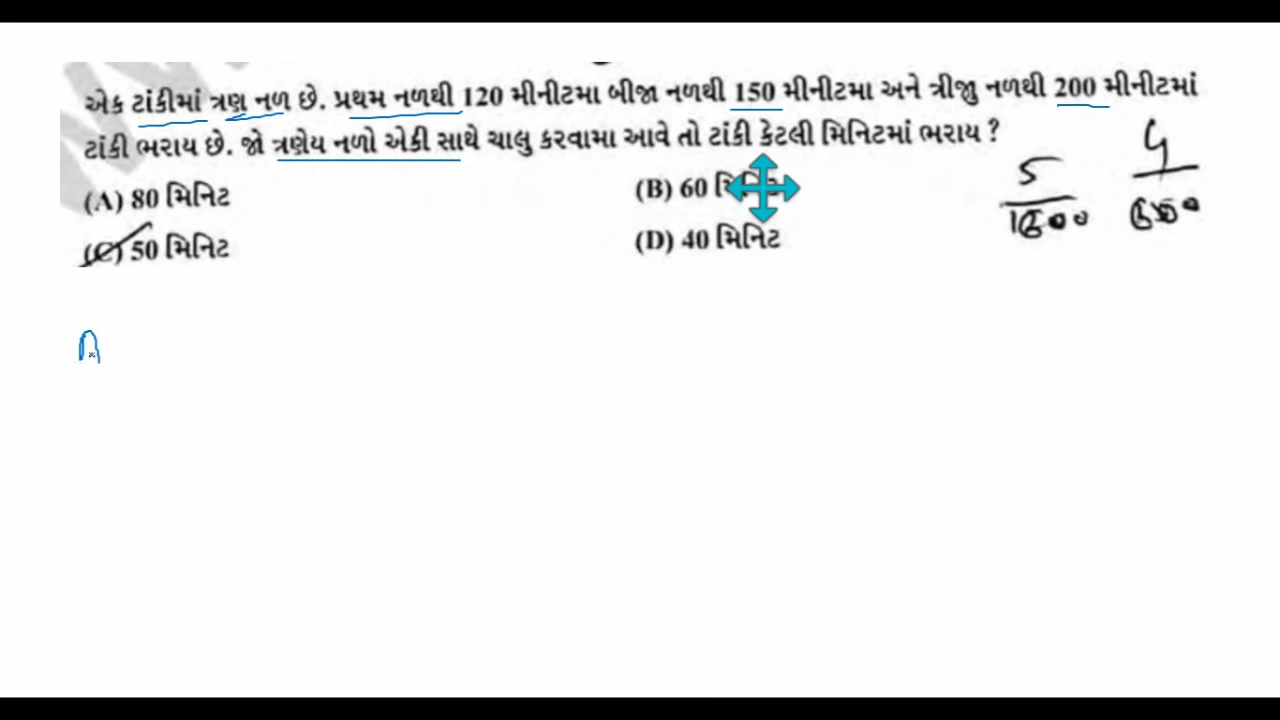 એક ટાંકીમાં ત્રણ નળ છે. પ્રથમ નળથી 120 મીનીટમા બીજા નળથી 150 મીનીટમા અને ત્રીજી નળથી 200 મીનીટમાં
ટાંકી ભરાય છે. જો ત્રણેય નળો એકી સાથે ચાલુ કરવામા આવે તો ટાંકી કેટલી મિનિટમાં ભરાય ?
(A) 80 મિનિટ
(B) 60
(C) 50 મિનિટ
(D) 40 મિનિટ
5